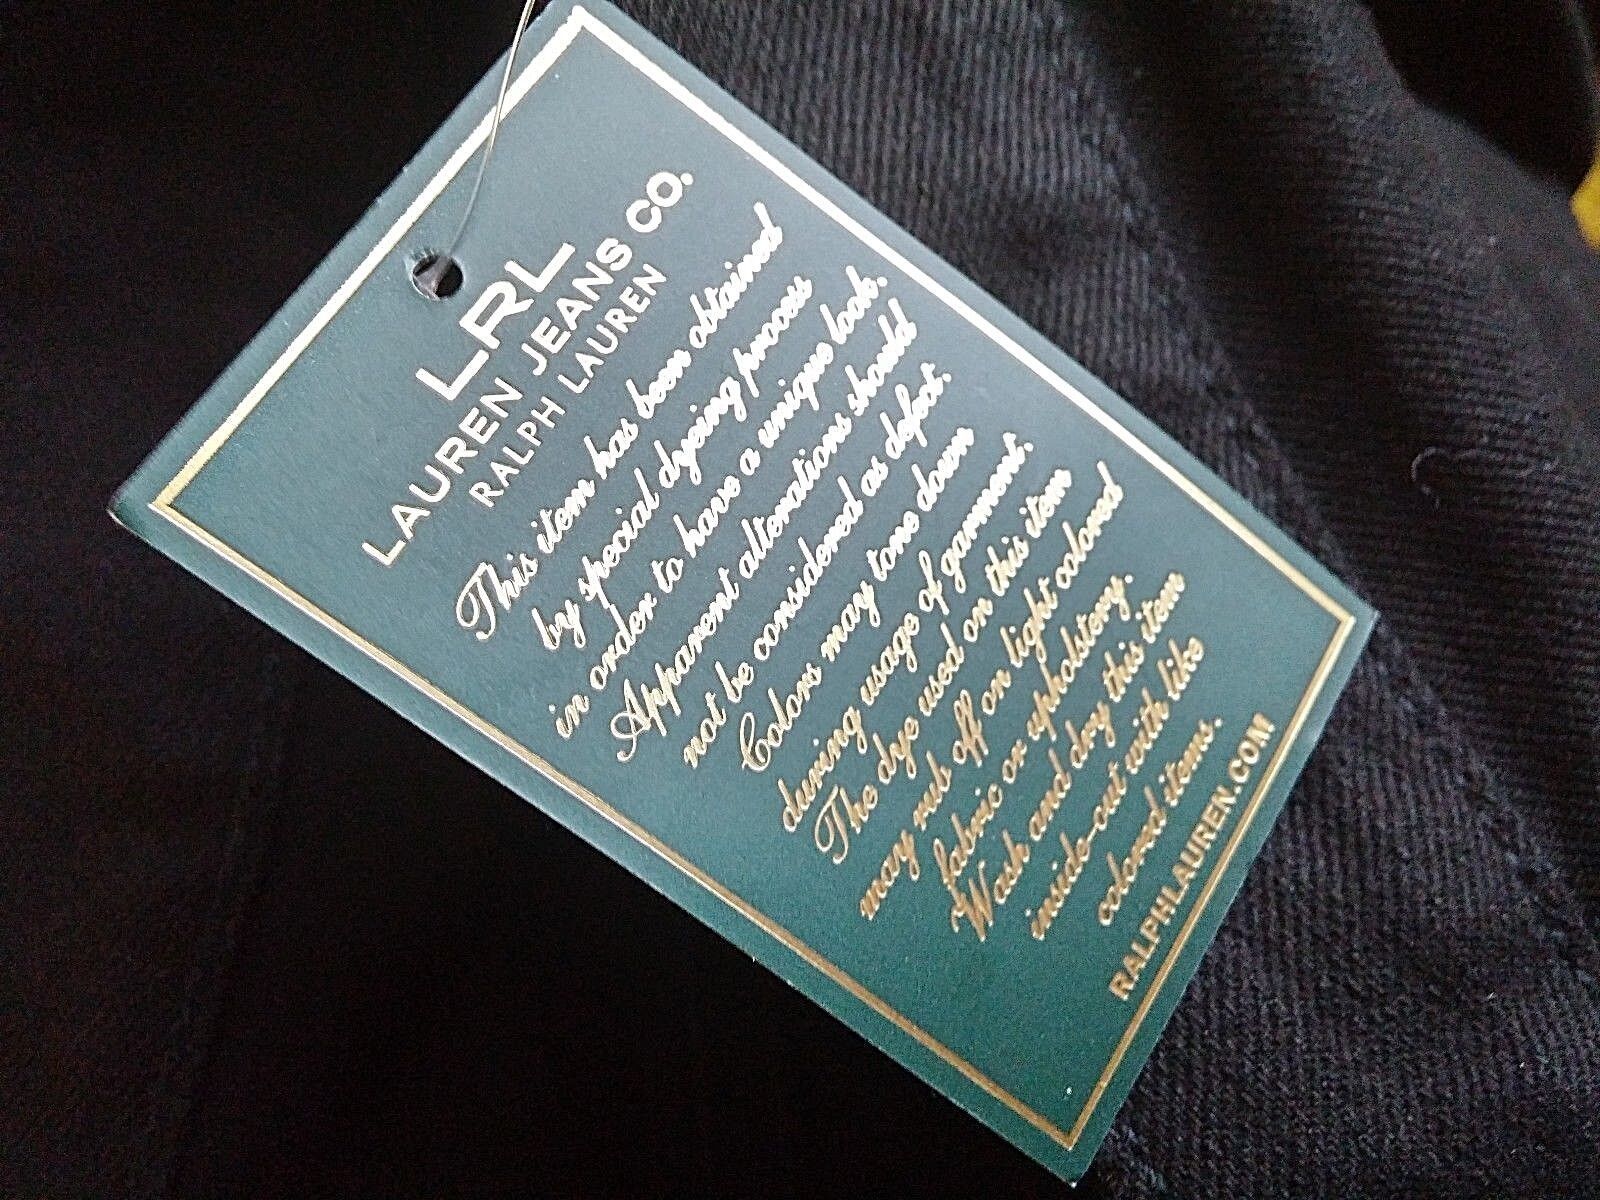 LRL
LAUREN JEANS CO.
RALPH LAUREN
This item has been obtained
by special dyeing process
in order to have a unique look.
Apparent alterations should
not be considered as defect.
Colors may tone down
during usage of garment.
The dye used on this item
may rub off on light colored
fabric or upholstery.
Wash and dry this item
inside-out with like
colored items.
RALPHLAUREN.COM